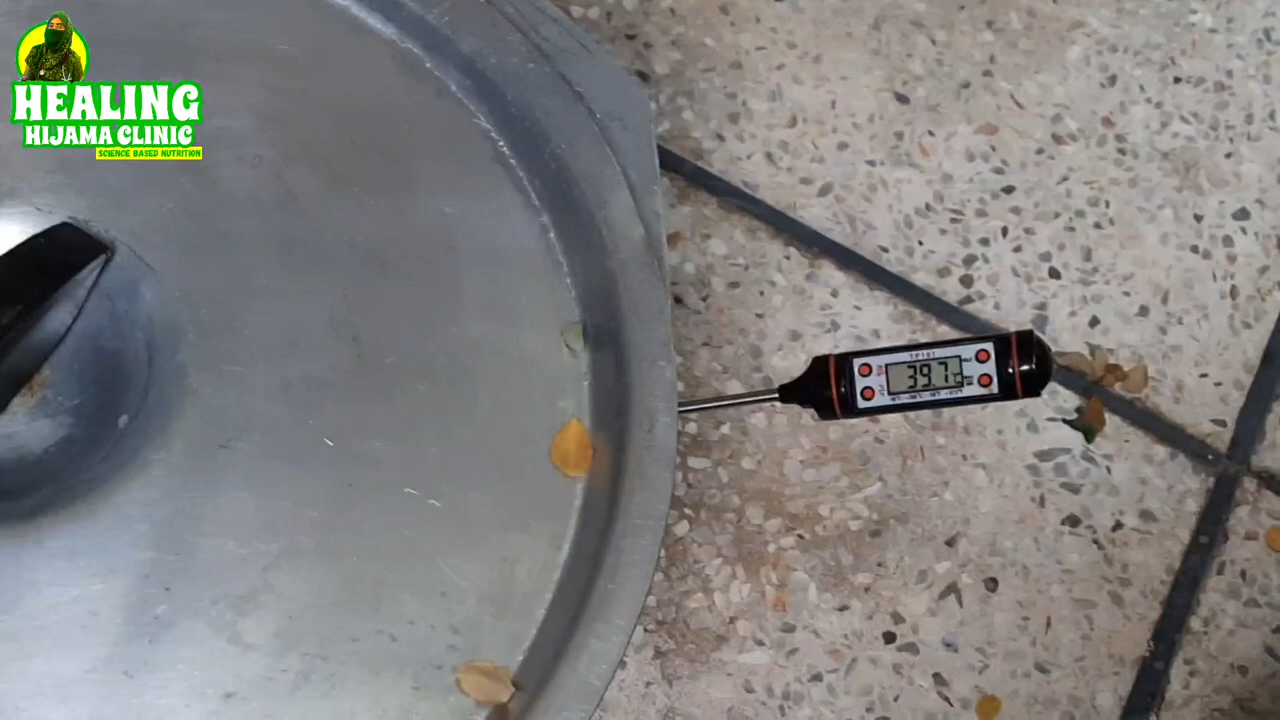 HEALING
HIJAMA CLINIC
SCIENCE BASED NUTRITION
TP101
39.7°C